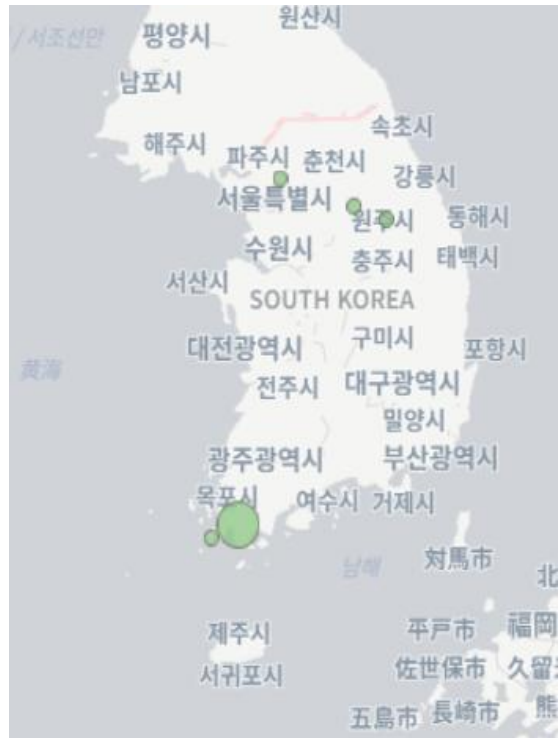 원산시
평양시
/ 서조선만
남포시
속초시
해주시
파주시
춘천시
강릉시
서울특별시
원주시
동해시
수원시
충주시
태백시
서산시
SOUTH KOREA
대전광역시
구미시
포항시
黄海
전주시
대구광역시
밀양시
광주광역시
부산광역시
목포시
여수시
거제시
対馬市
남해
北
제주시
平戸市
福岡
서귀포시
佐世保市
久留
五島市
長崎市
熊